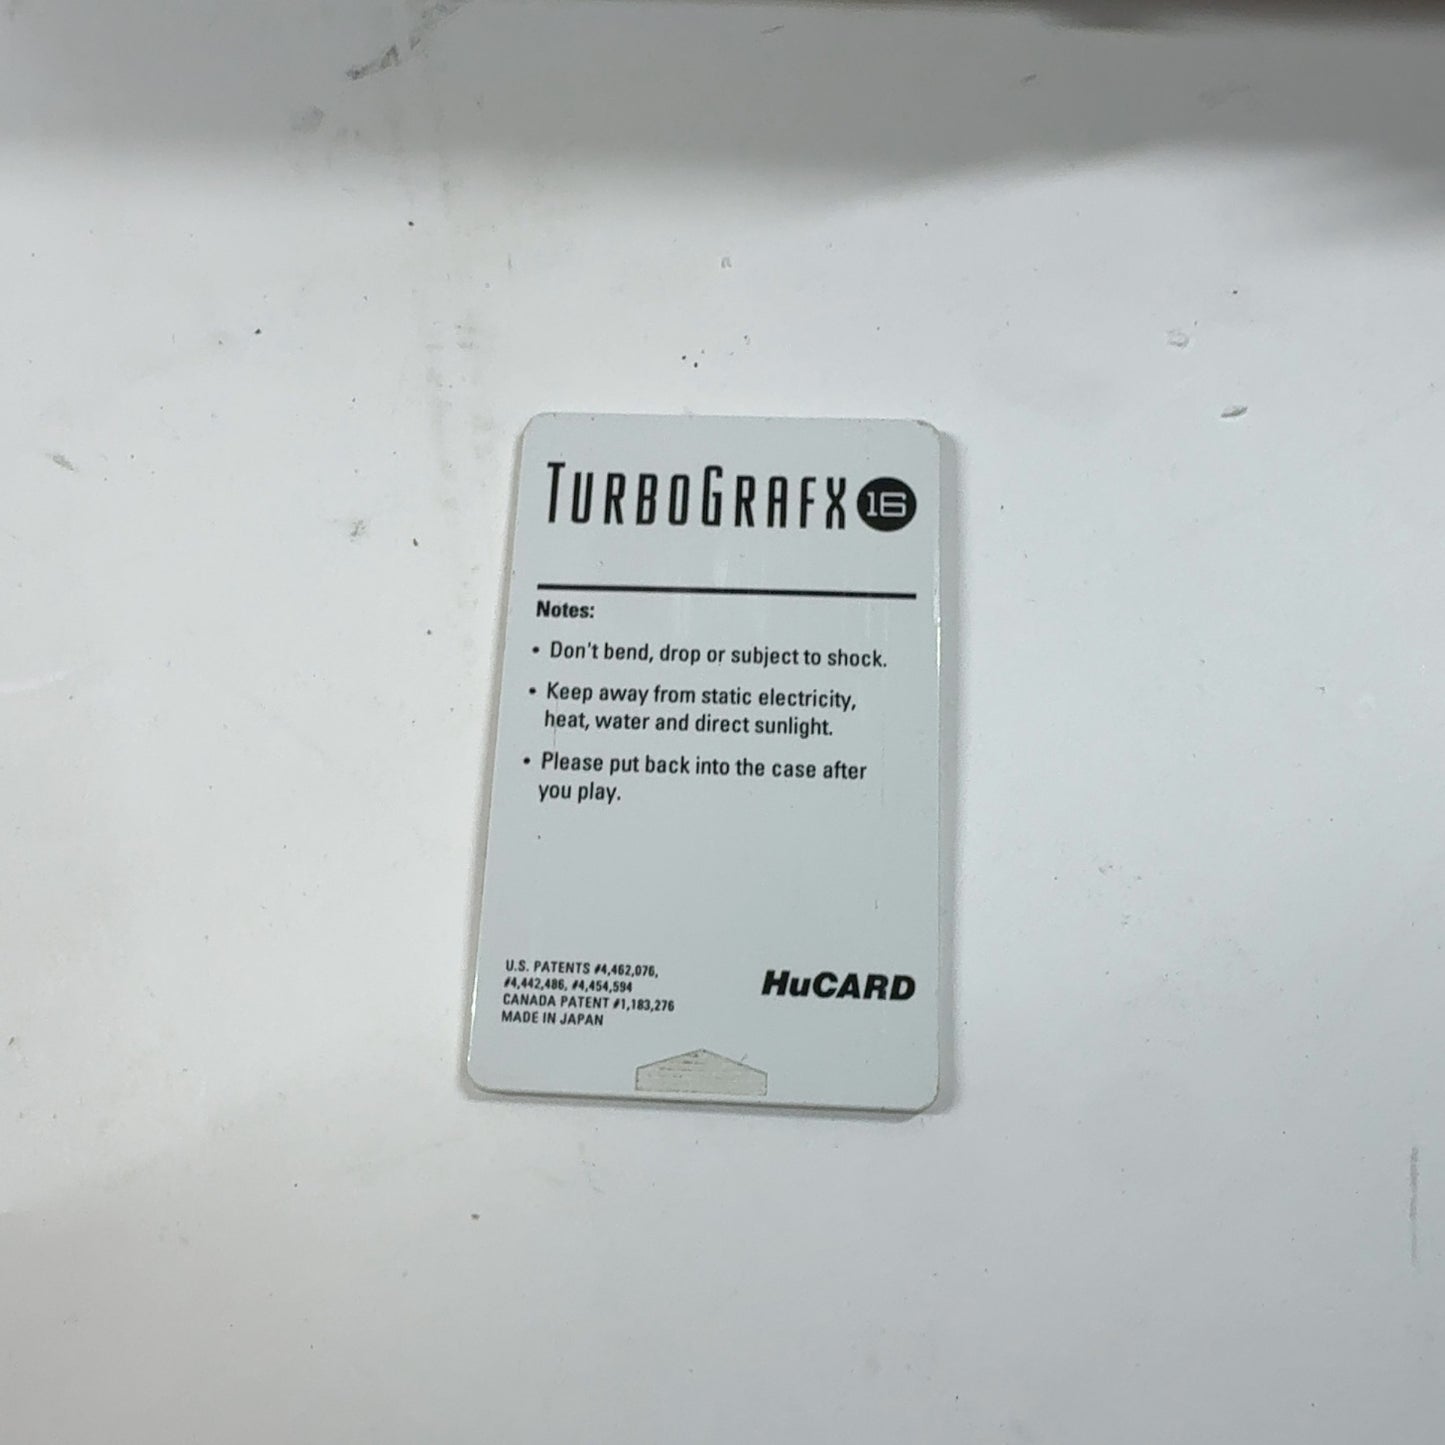 TURBOGRAFX 16
Notes:
• Don't bend, drop or subject to shock.
• Keep away from static electricity,
heat, water and direct sunlight.
• Please put back into the case after
you play.
U.S. PATENTS #4,462,076,
#4,442,486, #4,454,594
CANADA PATENT #1,183,276
MADE IN JAPAN
HuCARD